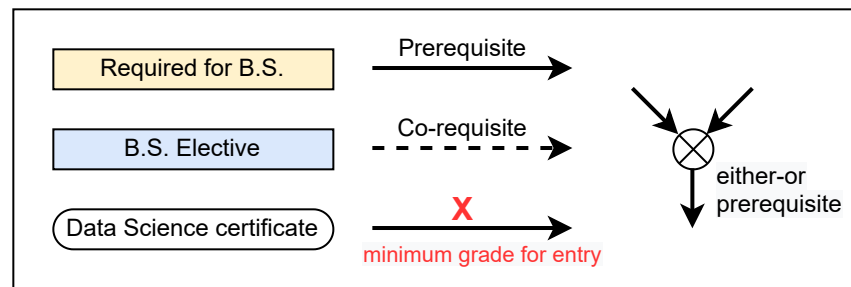 Required for B.S.
Prerequisite
B.S. Elective
Co-requisite
Data Science certificate
X
minimum grade for entry
either-or
prerequisite